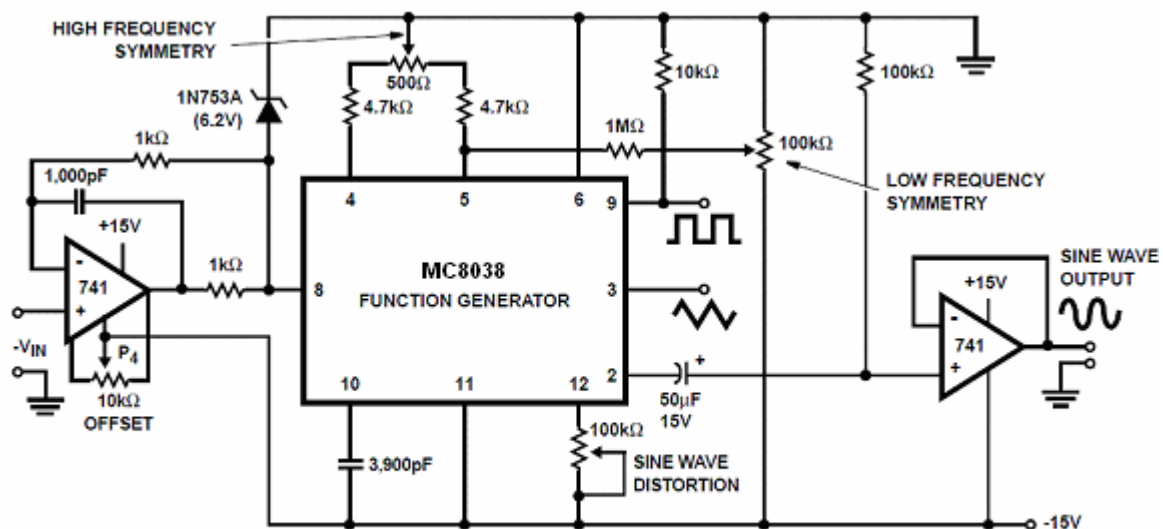 HIGH FREQUENCY
SYMMETRY
500Ω
10kΩ
100kΩ
1N753A
(6.2V)
4.7kΩ
4.7kΩ
1kΩ
1MΩ
100kΩ
1,000pF
LOW FREQUENCY
SYMMETRY
4
5
6
9
+15V
-
741
+
1kΩ
8
MC8038
FUNCTION GENERATOR
3
SINE WAVE
OUTPUT
+15V
-
741
+
-VIN
P4
10kΩ
OFFSET
10
11
12
2
+
50µF
15V
3,900pF
100kΩ
SINE WAVE
DISTORTION
-15V